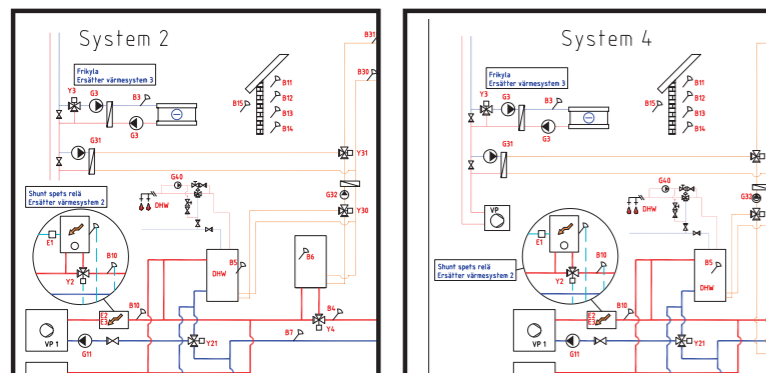 System 2
B31
Frikyla
Ersätter värmesystem 3
B30
Y3
G3
B3
B15
B11
B12
B13
B14
G3
G31
Y31
G40
Shunt spets relä
Ersätter värmesystem 2
DHW
G32
Y30
E1
B10
Y2
DHW
B5
B6
E2
E3
B10
B4
Y4
VP 1
G11
Y21
B7
System 4
Frikyla
Ersätter värmesystem 3
Y3
G3
B3
B15
B11
B12
B13
B14
G3
G31
G40
DHW
G32
VP
Shunt spets relä
Ersätter värmesystem 2
E1
B10
Y2
B5
DHW
E2
E3
B10
VP 1
G11
Y21